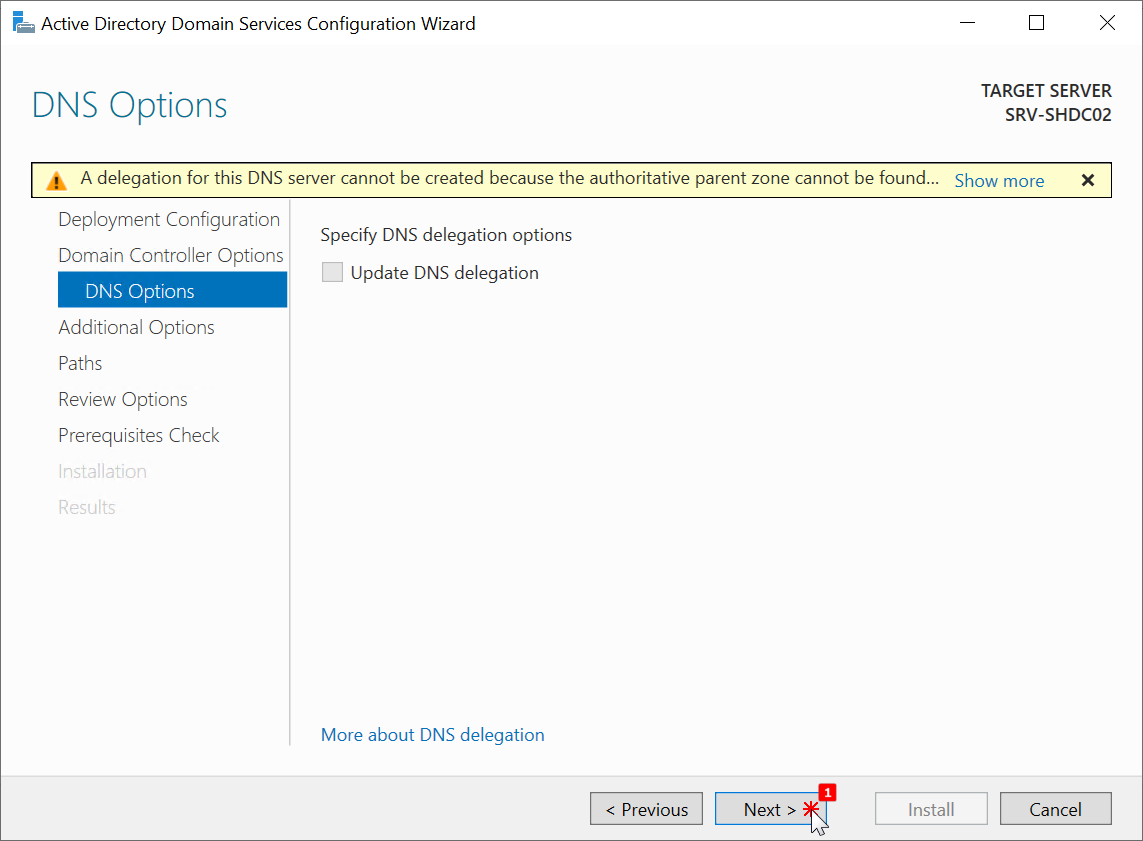 Active Directory Domain Services Configuration Wizard
DNS Options
TARGET SERVER
SRV-SHDC02
A delegation for this DNS server cannot be created because the authoritative parent zone cannot be found... Show more
Deployment Configuration
Domain Controller Options
DNS Options
Additional Options
Paths
Review Options
Prerequisites Check
Installation
Results
Specify DNS delegation options
Update DNS delegation
More about DNS delegation
< Previous
Next >
1
Install
Cancel